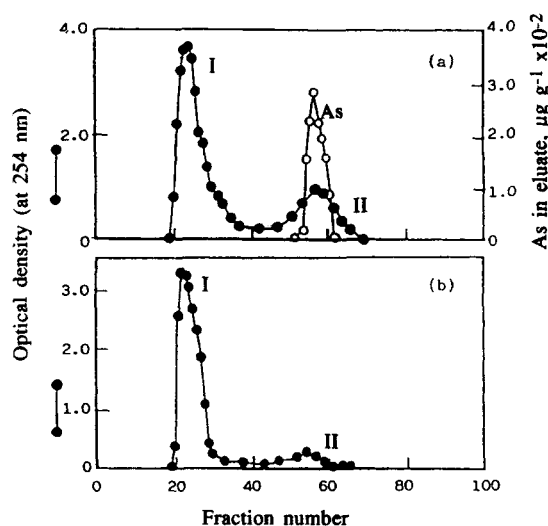 4.0
2.0
0
I
As
II
(a)
4.0
3.0
2.0
1.0
0
3.0
2.0
1.0
0
I
II
(b)
0
20
40
60
80
100
Fraction number
Optical density (at 254 nm)
As in eluate, µg g⁻¹ x10⁻²